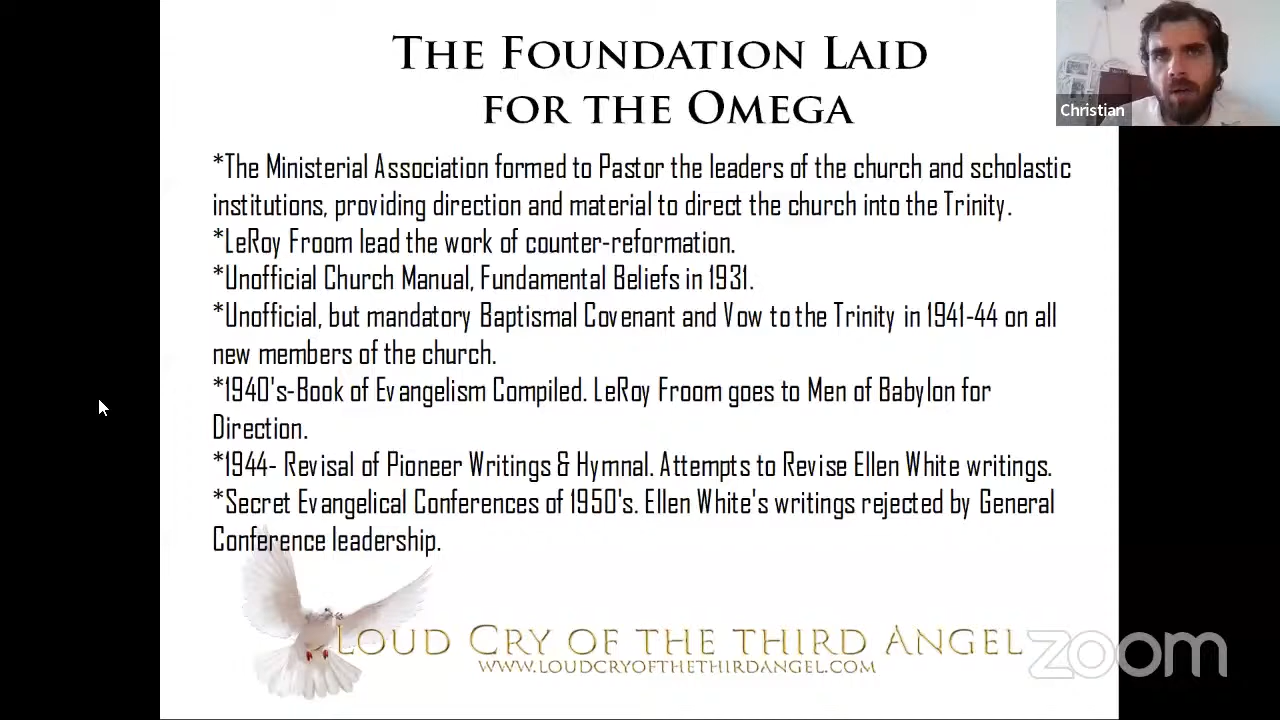 THE FOUNDATION LAID
FOR THE OMEGA
Christian
*The Ministerial Association formed to Pastor the leaders of the church and scholastic
institutions, providing direction and material to direct the church into the Trinity.
*LeRoy Froom lead the work of counter-reformation.
*Unofficial Church Manual, Fundamental Beliefs in 1931.
*Unofficial, but mandatory Baptismal Covenant and Vow to the Trinity in 1941-44 on all
new members of the church.
*1940's-Book of Evangelism Compiled. LeRoy Froom goes to Men of Babylon for
Direction.
*1944- Revisal of Pioneer Writings & Hymnal. Attempts to Revise Ellen White writings.
*Secret Evangelical Conferences of 1950's. Ellen White's writings rejected by General
Conference leadership.
LOUD CRY OF THE THIRD ANGEL
WWW.LOUDCRYOFTHETHIRDANGEL.COM
zoom